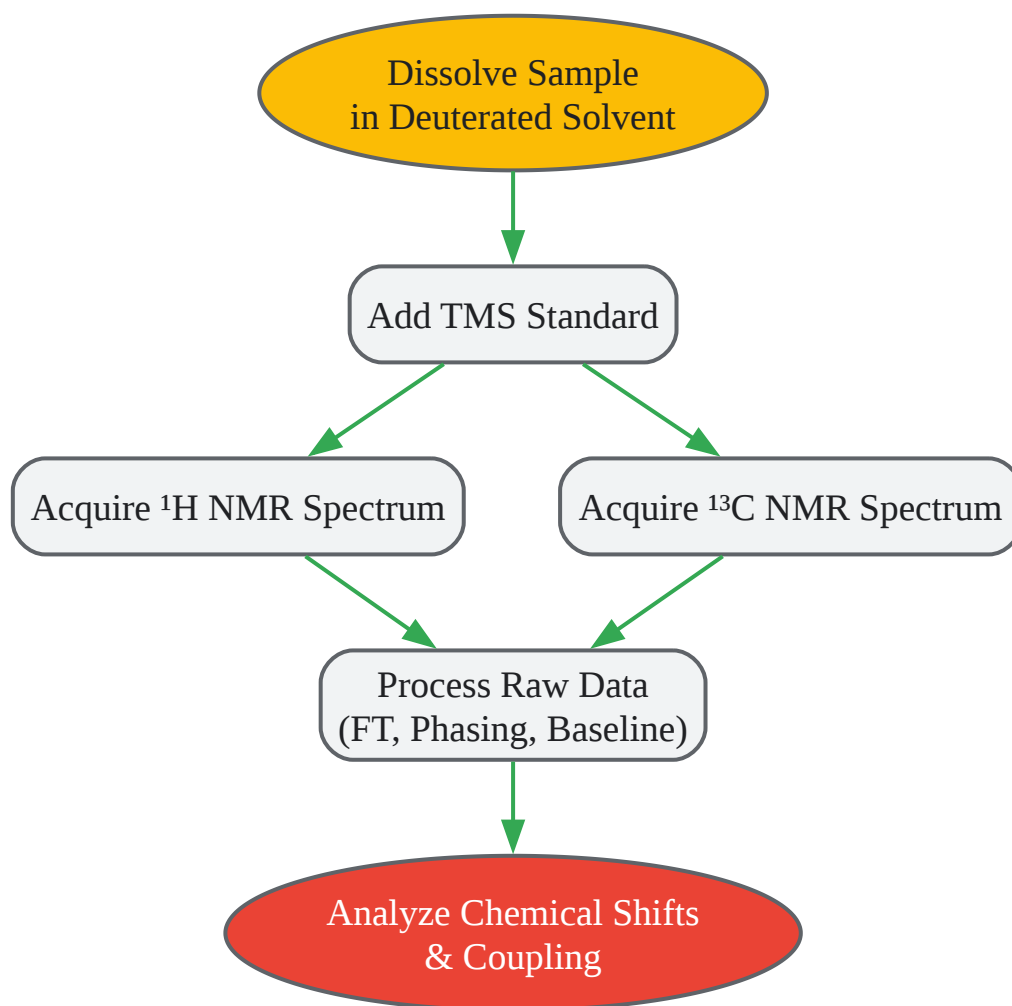 Dissolve Sample
in Deuterated Solvent
Add TMS Standard
Acquire ¹H NMR Spectrum
Acquire ¹³C NMR Spectrum
Process Raw Data
(FT, Phasing, Baseline)
Analyze Chemical Shifts
& Coupling